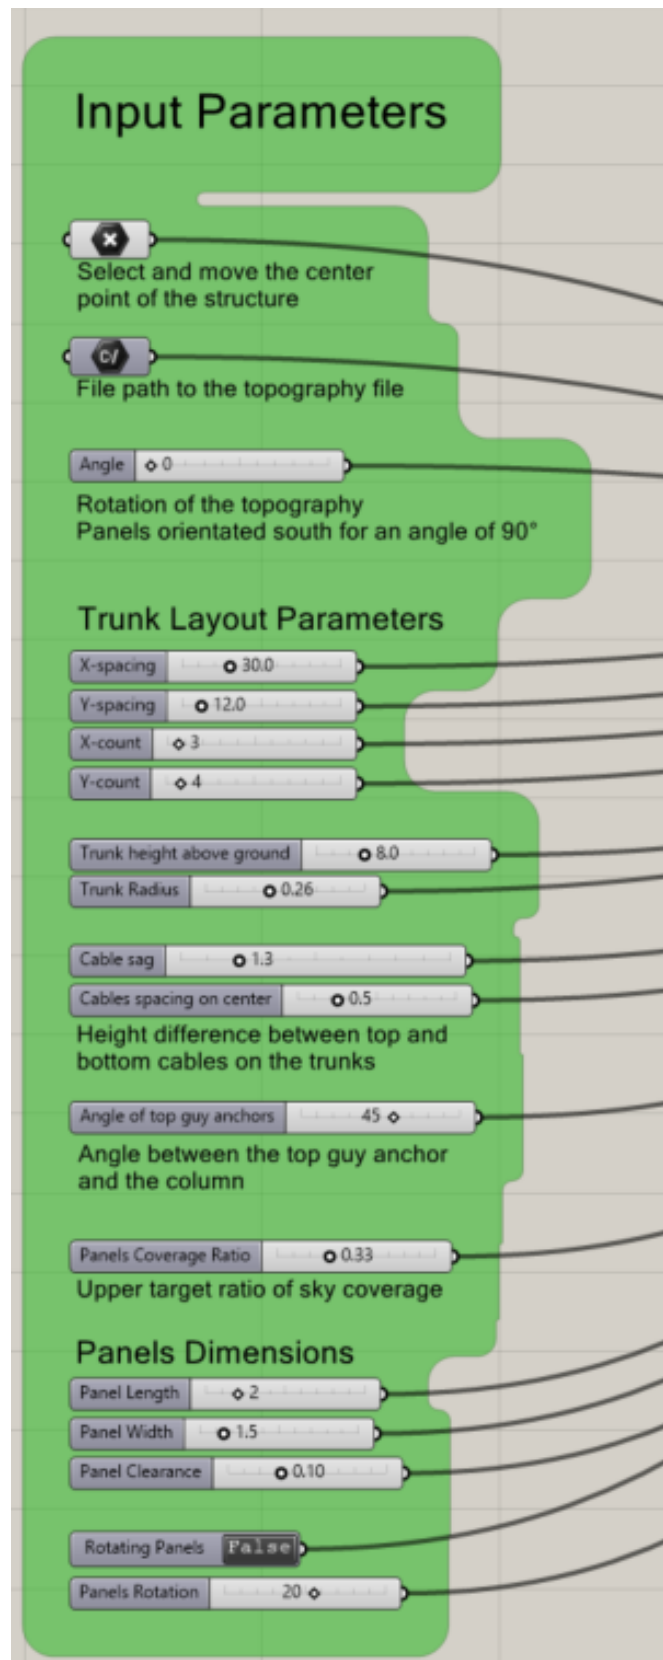 Input Parameters
Select and move the center
point of the structure
C/
File path to the topography file
Angle 0
Rotation of the topography
Panels orientated south for an angle of 90°
Trunk Layout Parameters
X-spacing 30.0
Y-spacing 12.0
X-count 3
Y-count 4
Trunk height above ground 8.0
Trunk Radius 0.26
Cable sag 1.3
Cables spacing on center 0.5
Height difference between top and
bottom cables on the trunks
Angle of top guy anchors 45
Angle between the top guy anchor
and the column
Panels Coverage Ratio 0.33
Upper target ratio of sky coverage
Panels Dimensions
Panel Length 2
Panel Width 1.5
Panel Clearance 0.10
Rotating Panels False
Panels Rotation 20